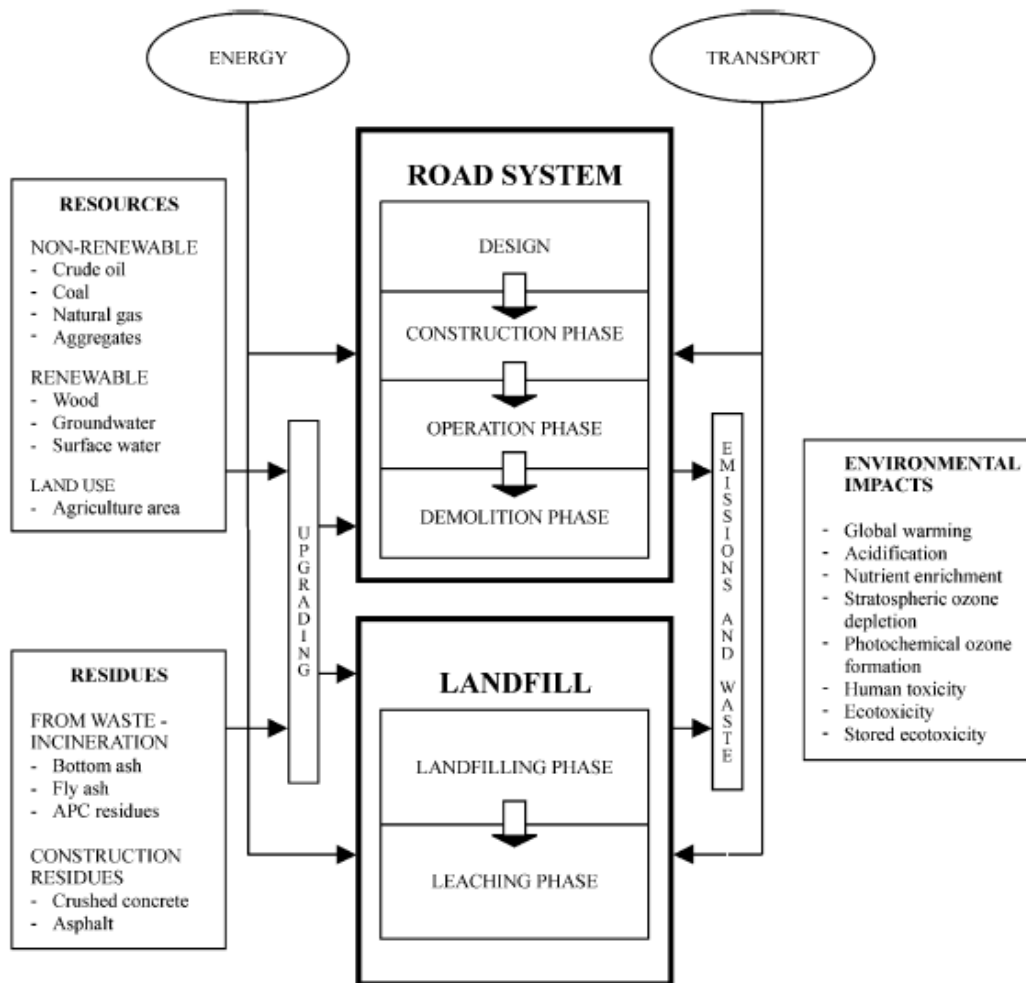 ENERGY
TRANSPORT
RESOURCES
NON-RENEWABLE
- Crude oil
- Coal
- Natural gas
- Aggregates
RENEWABLE
- Wood
- Groundwater
- Surface water
LAND USE
- Agriculture area
RESIDUES
FROM WASTE -
INCINERATION
- Bottom ash
- Fly ash
- APC residues
CONSTRUCTION
RESIDUES
- Crushed concrete
- Asphalt
UPGRADING
ROAD SYSTEM
DESIGN
CONSTRUCTION PHASE
OPERATION PHASE
DEMOLITION PHASE
LANDFILL
LANDFILLING PHASE
LEACHING PHASE
EMISSIONS AND WASTE
ENVIRONMENTAL
IMPACTS
- Global warming
- Acidification
- Nutrient enrichment
- Stratospheric ozone
depletion
- Photochemical ozone
formation
- Human toxicity
- Ecotoxicity
- Stored ecotoxicity